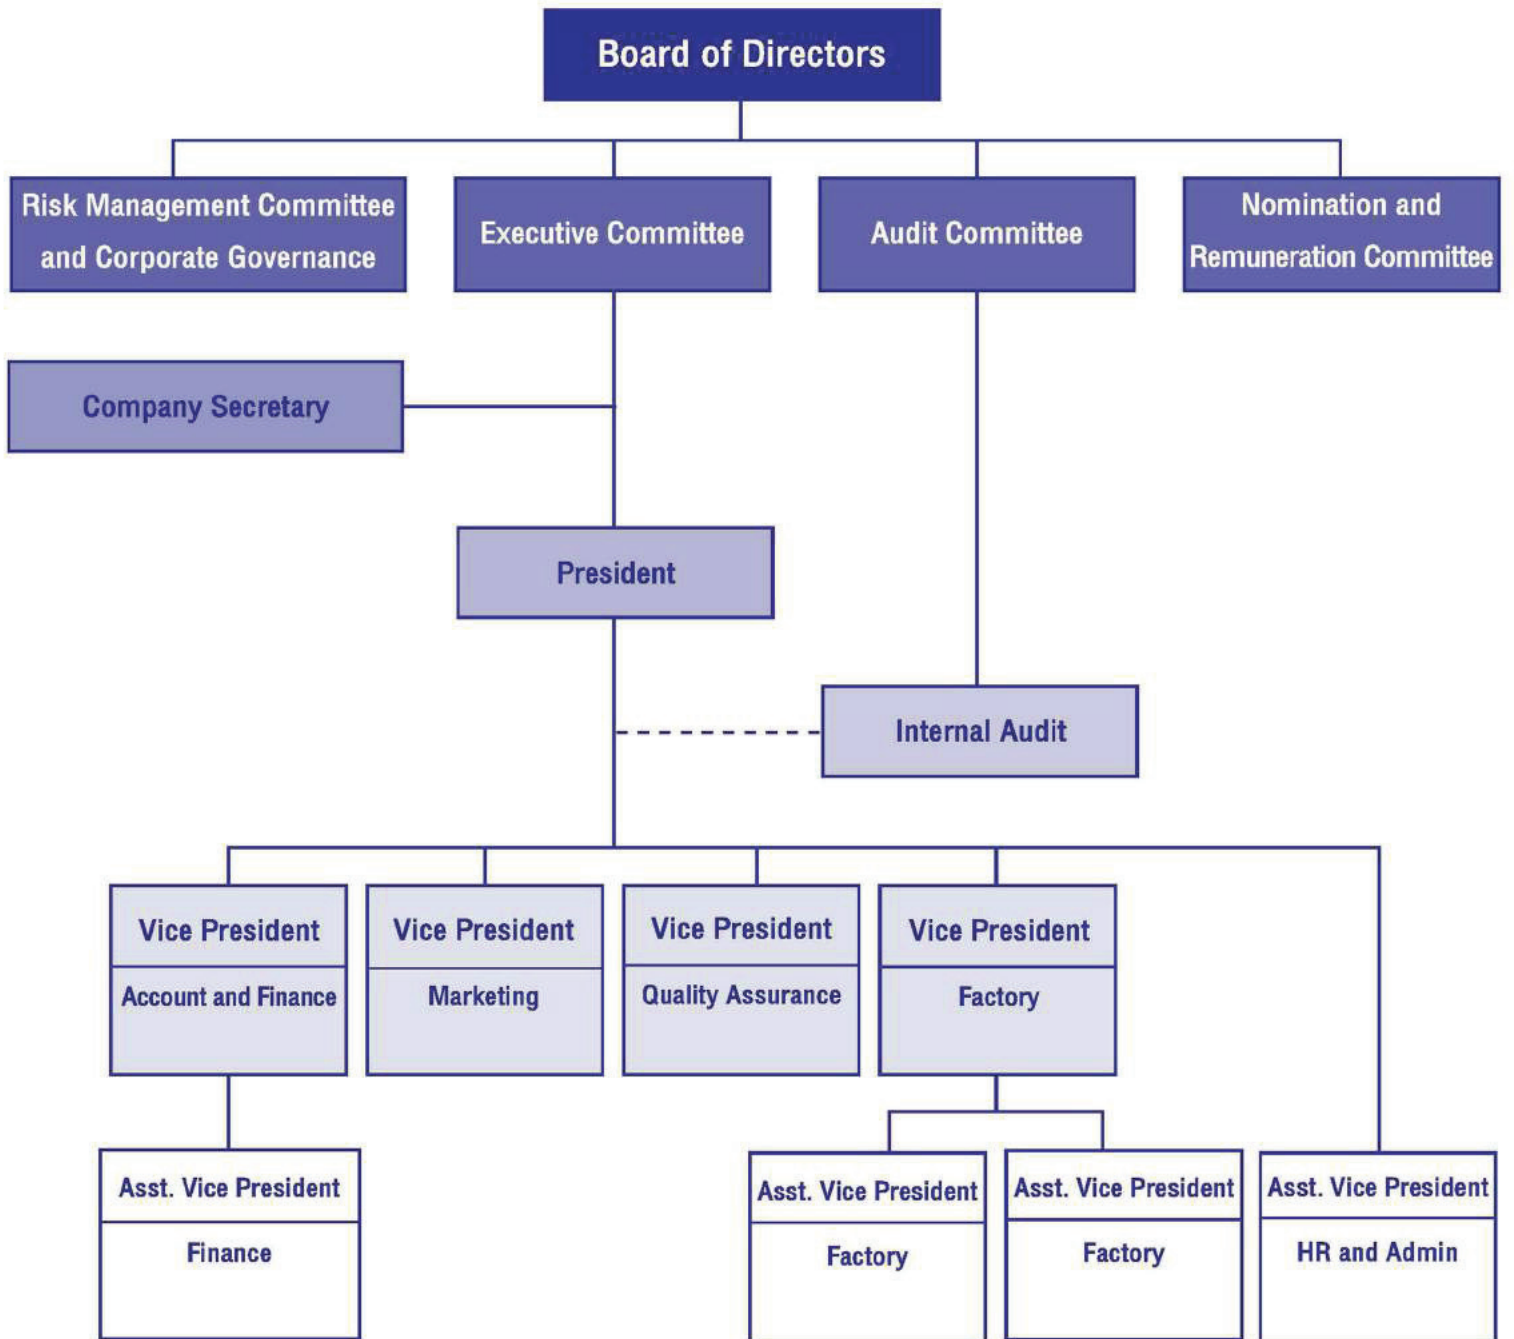 Board of Directors
Risk Management Committee
and Corporate Governance
Executive Committee
Audit Committee
Nomination and
Remuneration Committee
Company Secretary
President
Internal Audit
Vice President
Account and Finance
Vice President
Marketing
Vice President
Quality Assurance
Vice President
Factory
Asst. Vice President
Finance
Asst. Vice President
Factory
Asst. Vice President
Factory
Asst. Vice President
HR and Admin